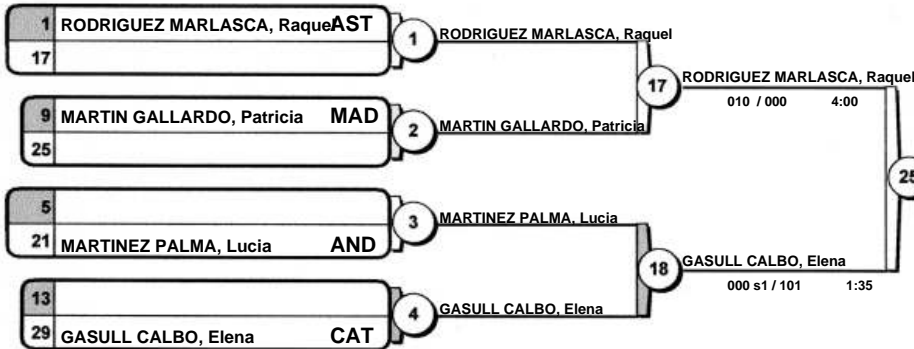 1 RODRIGUEZ MARLASCA, Raquel AST
17
1
RODRIGUEZ MARLASCA, Raquel
9 MARTIN GALLARDO, Patricia MAD
25
2
MARTIN GALLARDO, Patricia
17
RODRIGUEZ MARLASCA, Raquel
010 / 000 4:00
5
21 MARTINEZ PALMA, Lucia AND
3
MARTINEZ PALMA, Lucia
13
29 GASULL CALBO, Elena CAT
4
GASULL CALBO, Elena
18
GASULL CALBO, Elena
000 s1 / 101 1:35
25